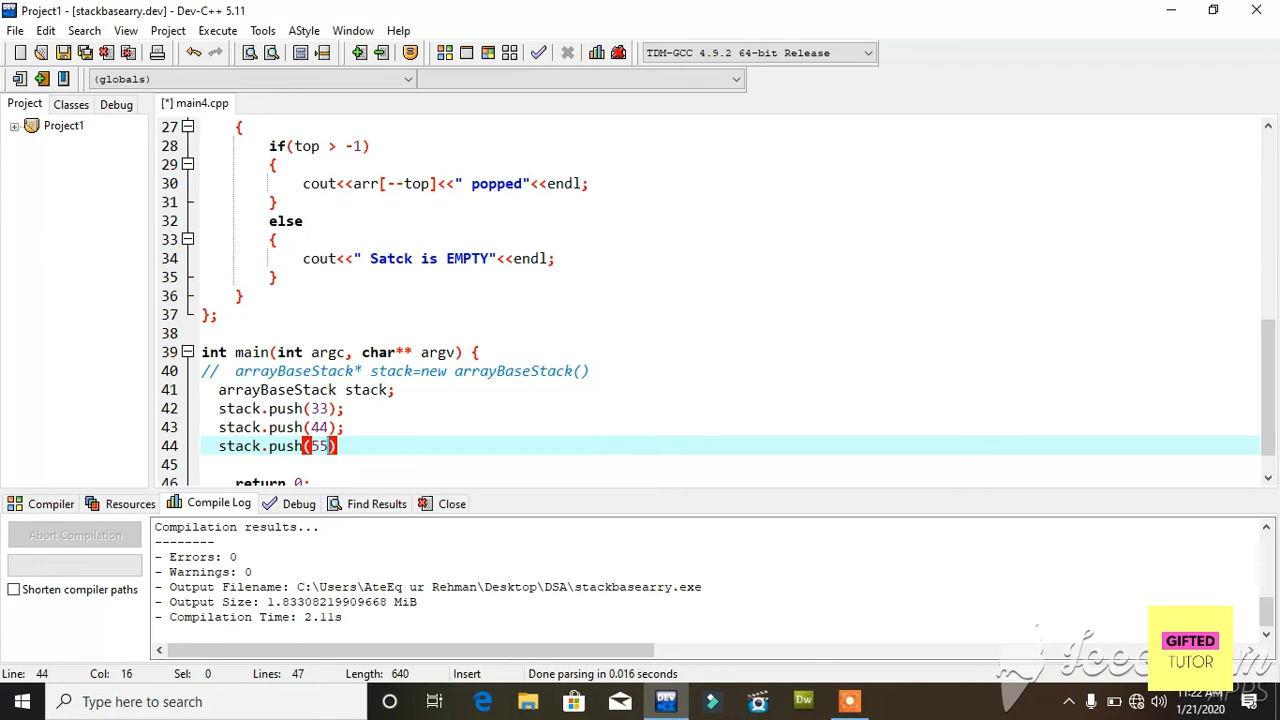 Project1 - [stackbasearry.dev] - Dev-C++ 5.11
File Edit Search View Project Execute Tools AStyle Window Help
TDM-GCC 4.9.2 64-bit Release
(globals)
Project Classes Debug [*] main4.cpp
Project1
27 {
28 if(top > -1)
29 {
30 cout<<arr[--top]<<" popped"<<endl;
31 }
32 else
33 {
34 cout<<" Satck is EMPTY"<<endl;
35 }
36 }
37 };
38
39 int main(int argc, char** argv) {
40 // arrayBaseStack* stack=new arrayBaseStack()
41 arrayBaseStack stack;
42 stack.push(33);
43 stack.push(44);
44 stack.push(55)
45
46 return 0;
Compiler Resources Compile Log Debug Find Results Close
Abort Compilation
Shorten compiler paths
Compilation results...
--------
- Errors: 0
- Warnings: 0
- Output Filename: C:\Users\AteEq ur Rehman\Desktop\DSA\stackbasearry.exe
- Output Size: 1.83308219909668 MiB
- Compilation Time: 2.11s
GIFTED
TUTOR
Line: 44 Col: 16 Sel: 0 Lines: 47 Length: 640 Insert Done parsing in 0.016 seconds
Type here to search
DEV
Dw
11:22 AM
1/21/2020